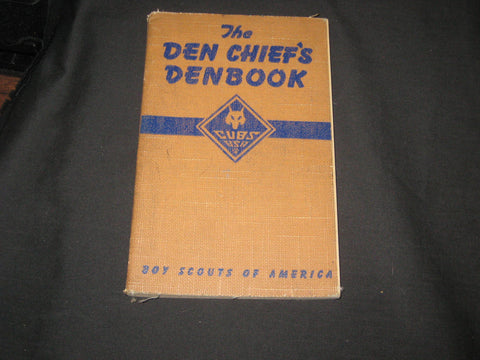 The
DEN CHIEF'S
DENBOOK
CUBS
BSA
BOY SCOUTS OF AMERICA